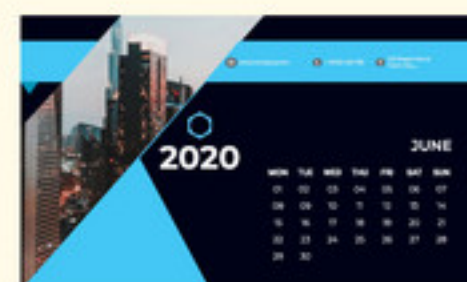 2020
JUNE
MON TUE WED THU FRI SAT SUN
01 02 03 04 05 06 07
08 09 10 11 12 13 14
15 16 17 18 19 20 21
22 23 24 25 26 27 28
29 30